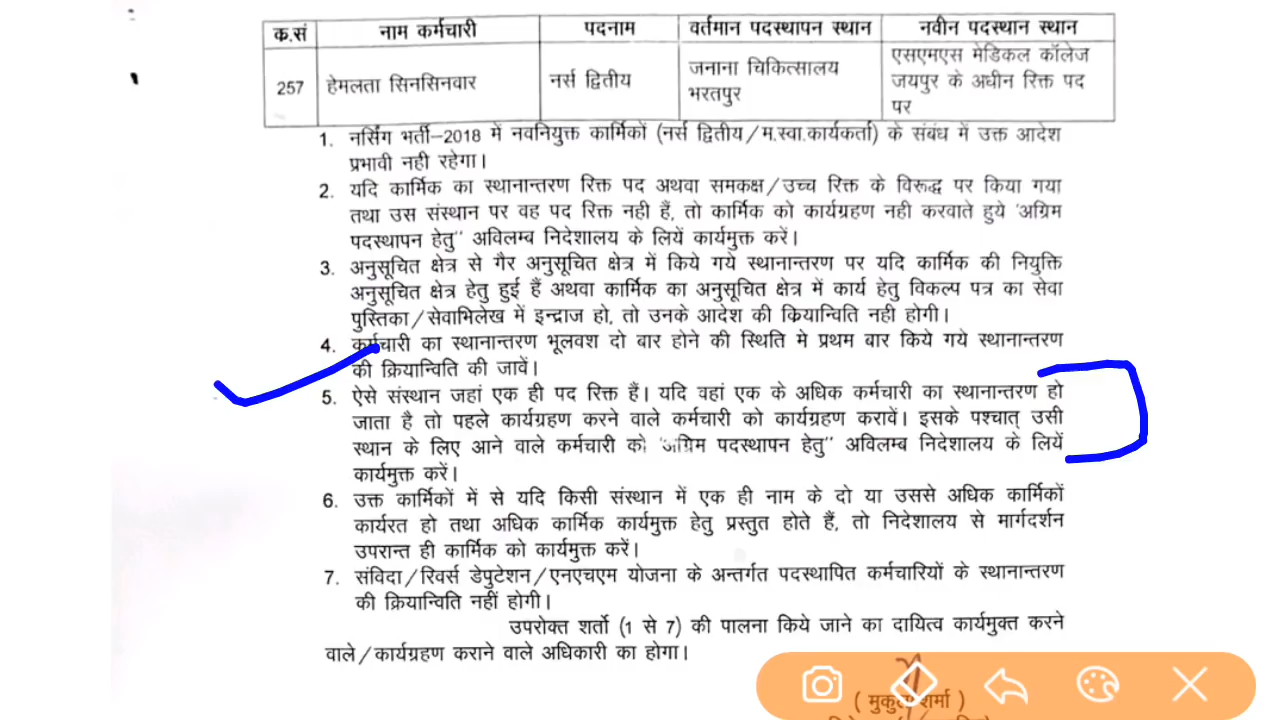 क.सं नाम कर्मचारी पदनाम वर्तमान पदस्थापन स्थान नवीन पदस्थान स्थान
257 हेमलता सिनसिनवार नर्स द्वितीय जनाना चिकित्सालय भरतपुर एसएमएस मेडिकल कॉलेज जयपुर के अधीन रिक्त पद पर
1. नर्सिंग भर्ती–2018 में नवनियुक्त कार्मिकों (नर्स द्वितीय/म.स्वा.कार्यकर्ता) के संबंध में उक्त आदेश
प्रभावी नही रहेगा।
2. यदि कार्मिक का स्थानान्तरण रिक्त पद अथवा समकक्ष/उच्च रिक्त के विरूद्ध पर किया गया
तथा उस संस्थान पर वह पद रिक्त नही हैं, तो कार्मिक को कार्यग्रहण नही करवाते हुये 'अग्रिम
पदस्थापन हेतु" अविलम्ब निदेशालय के लियें कार्यमुक्त करें।
3. अनुसूचित क्षेत्र से गैर अनुसूचित क्षेत्र में किये गये स्थानान्तरण पर यदि कार्मिक की नियुक्ति
अनुसूचित क्षेत्र हेतु हुई हैं अथवा कार्मिक का अनुसूचित क्षेत्र में कार्य हेतु विकल्प पत्र का सेवा
पुस्तिका/सेवाभिलेख में इन्द्राज हो, तो उनके आदेश की क्रियान्विति नही होगी।
4. कर्मचारी का स्थानान्तरण भूलवश दो बार होने की स्थिति मे प्रथम बार किये गये स्थानान्तरण
की क्रियान्विति की जावें।
5. ऐसे संस्थान जहां एक ही पद रिक्त हैं। यदि वहां एक के अधिक कर्मचारी का स्थानान्तरण हो
जाता है तो पहले कार्यग्रहण करने वाले कर्मचारी को कार्यग्रहण करावें। इसके पश्चात् उसी
स्थान के लिए आने वाले कर्मचारी को 'अग्रिम पदस्थापन हेतु" अविलम्ब निदेशालय के लियें
कार्यमुक्त करें।
6. उक्त कार्मिकों में से यदि किसी संस्थान में एक ही नाम के दो या उससे अधिक कार्मिकों
कार्यरत हो तथा अधिक कार्मिक कार्यमुक्त हेतु प्रस्तुत होते हैं, तो निदेशालय से मार्गदर्शन
उपरान्त ही कार्मिक को कार्यमुक्त करें।
7. संविदा/रिवर्स डेपुटेशन/एनएचएम योजना के अन्तर्गत पदस्थापित कर्मचारियों के स्थानान्तरण
की क्रियान्विति नहीं होगी।
उपरोक्त शर्तो (1 से 7) की पालना किये जाने का दायित्व कार्यमुक्त करने
वाले/कार्यग्रहण कराने वाले अधिकारी का होगा।
( मुकुल शर्मा )